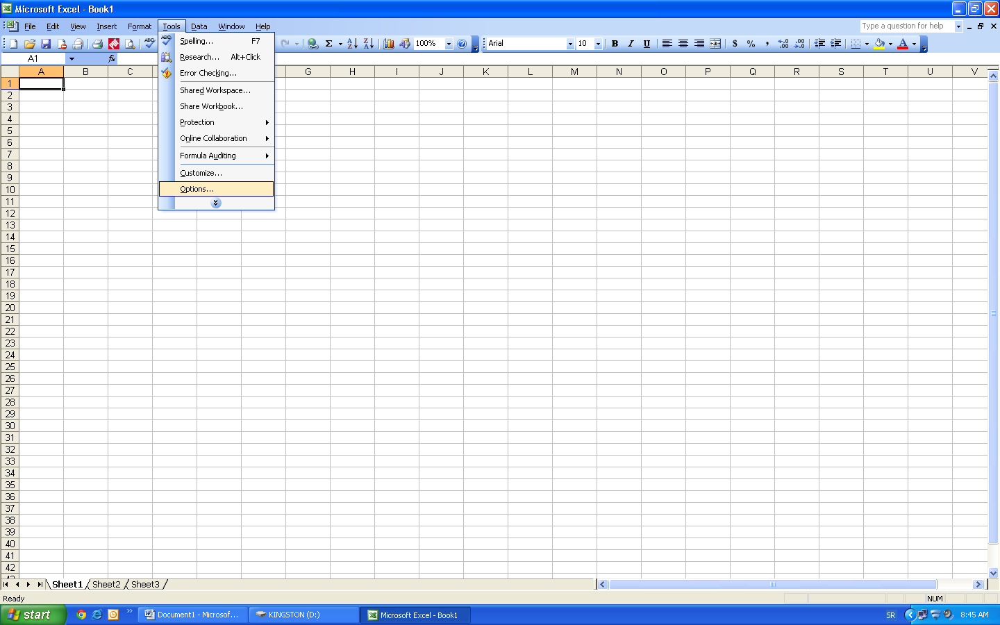 Microsoft Excel - Book1
File Edit View Insert Format Tools Data Window Help
Type a question for help
100%
Arial
10
B I U
$ % ,
A1
fx
Spelling... F7
Research... Alt+Click
Error Checking...
Shared Workspace...
Share Workbook...
Protection
Online Collaboration
Formula Auditing
Customize...
Options...
A B C G H I J K L M N O P Q R S T U V
1
2
3
4
5
6
7
8
9
10
11
12
13
14
15
16
17
18
19
20
21
22
23
24
25
26
27
28
29
30
31
32
33
34
35
36
37
38
39
40
41
42
Sheet1 Sheet2 Sheet3
Ready
NUM
start
Document1 - Microsof...
KINGSTON (D:)
Microsoft Excel - Book1
SR
8:45 AM